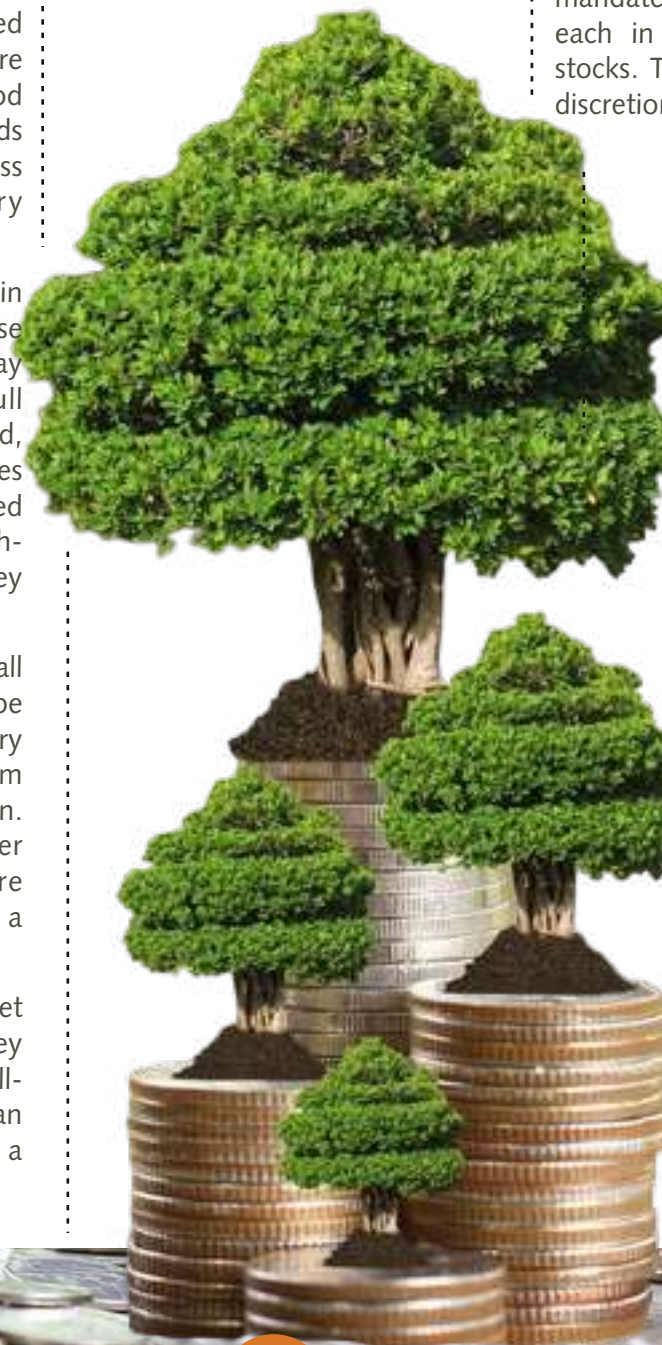 ed
re
od
ds
ss
ry
in
se
ay
ull
d,
es
ed
h-
ey
all
be
ry
m
n.
er
re
a
et
ey
ll-
an
a
mandate
each in
stocks. T
discretion